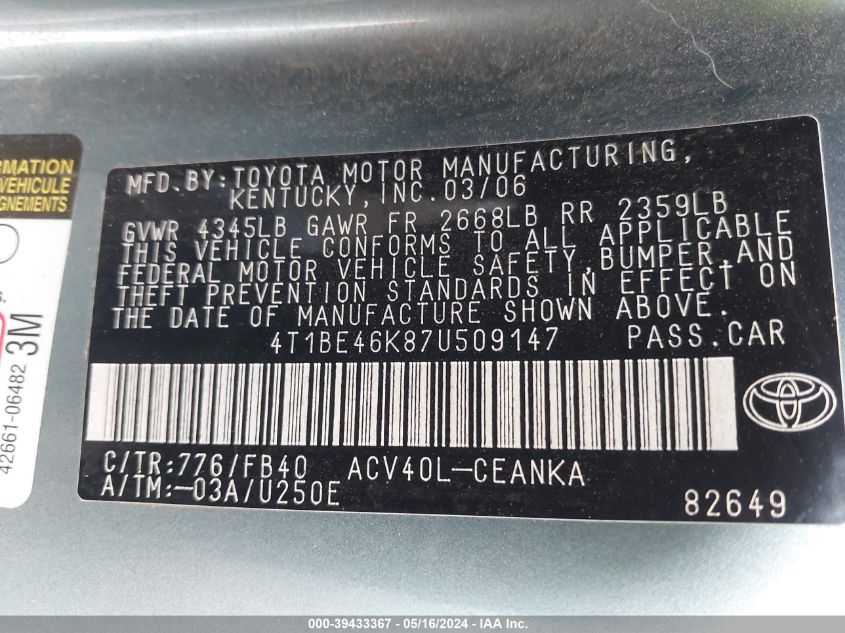 RMATION
VEHICULE
IGNEMENTS
42661-06482 3M
MFD.BY:TOYOTA MOTOR MANUFACTURING,
KENTUCKY,INC.03/06
GVWR 4345LB GAWR FR 2668LB RR 2359LB
THIS VEHICLE CONFORMS TO ALL APPLICABLE
FEDERAL MOTOR VEHICLE SAFETY,BUMPER,AND
THEFT PREVENTION STANDARDS IN EFFECT ON
THE DATE OF MANUFACTURE SHOWN ABOVE.
4T1BE46K87U509147 PASS.CAR
C/TR:776/FB40 ACV40L-CEANKA
A/TM:-03A/U250E
82649
000-39433367 - 05/16/2024 - IAA Inc.